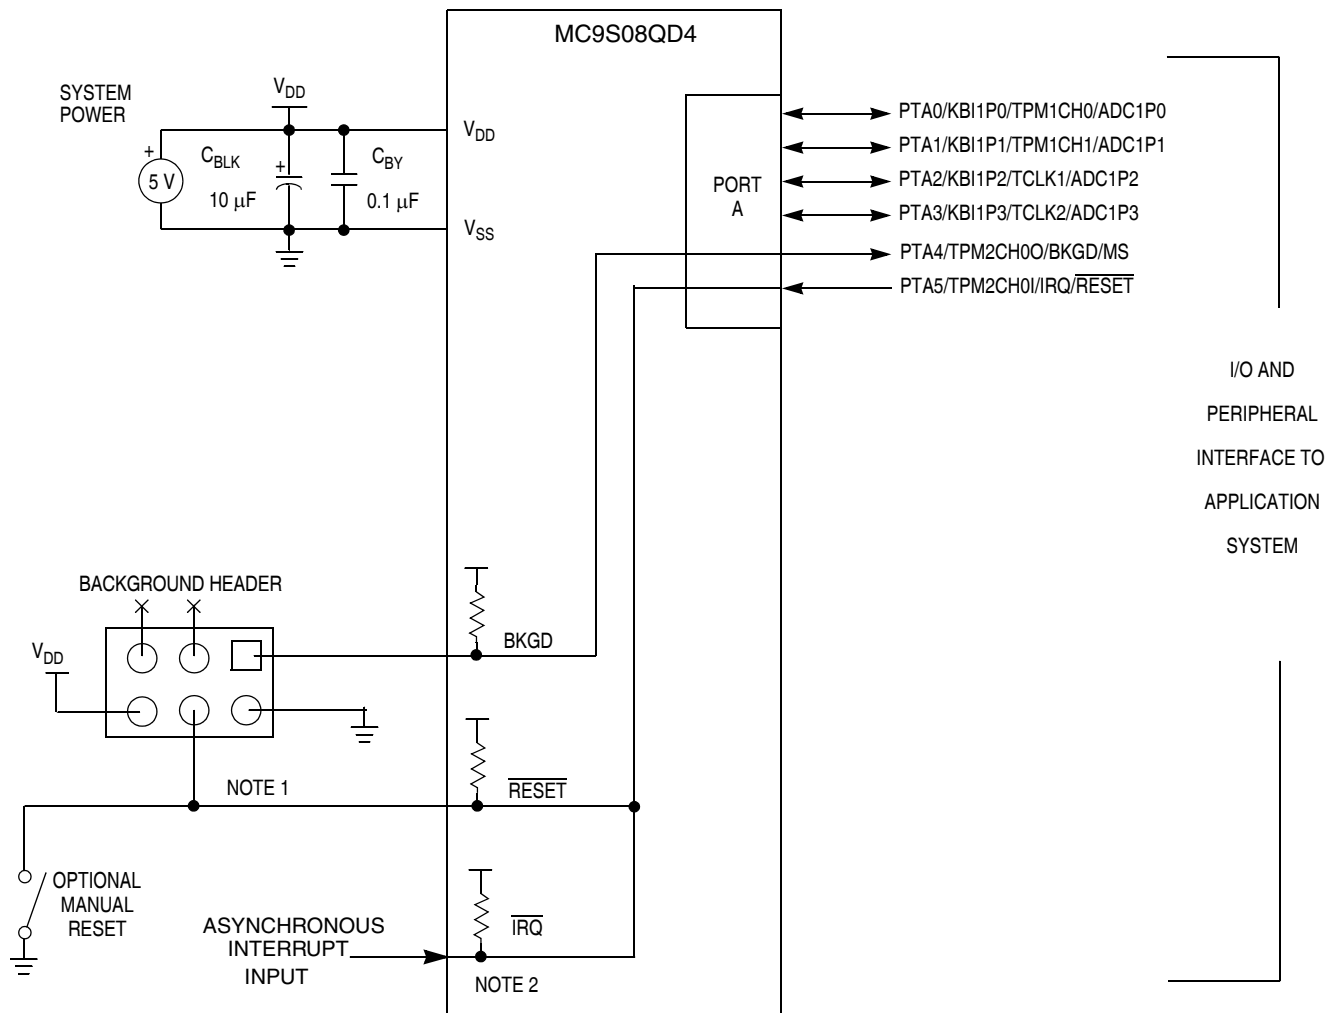 MC9S08QD4
SYSTEM
POWER
VDD
VDD
+
CBLK
+
CBY
5 V
10 μF
0.1 μF
VSS
PORT
A
PTA0/KBI1P0/TPM1CH0/ADC1P0
PTA1/KBI1P1/TPM1CH1/ADC1P1
PTA2/KBI1P2/TCLK1/ADC1P2
PTA3/KBI1P3/TCLK2/ADC1P3
PTA4/TPM2CH0O/BKGD/MS
PTA5/TPM2CH0I/IRQ/RESET
I/O AND
PERIPHERAL
INTERFACE TO
APPLICATION
SYSTEM
BACKGROUND HEADER
VDD
BKGD
NOTE 1
RESET
OPTIONAL
MANUAL
RESET
ASYNCHRONOUS
INTERRUPT
INPUT
IRQ
NOTE 2